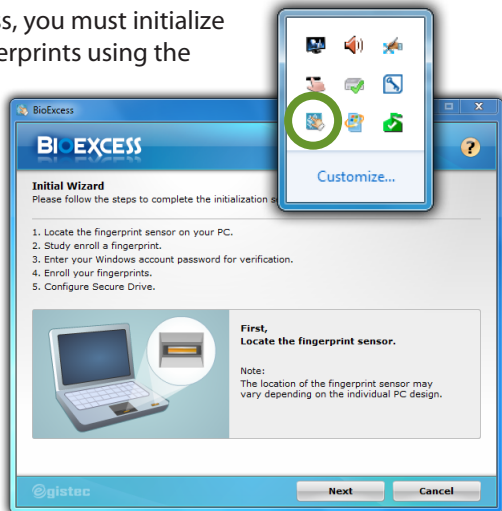 ss, you must initialize
erprints using the
Customize...
BioExcess
BIOEXCESS
?
Initial Wizard
Please follow the steps to complete the initialization s
1. Locate the fingerprint sensor on your PC.
2. Study enroll a fingerprint.
3. Enter your Windows account password for verification.
4. Enroll your fingerprints.
5. Configure Secure Drive.
First,
Locate the fingerprint sensor.
Note:
The location of the fingerprint sensor may
vary depending on the individual PC design.
Egistec
Next Cancel